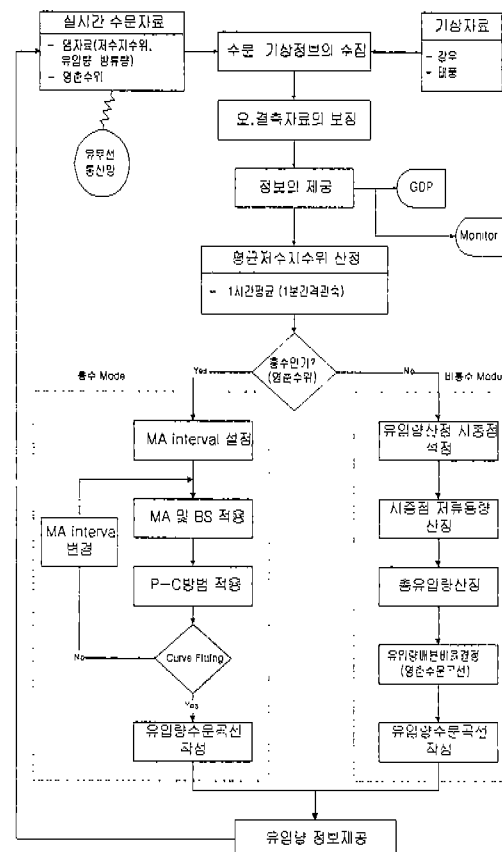 실시간 수문자료
- 댐자료(저수지수위,
유입량 방류량)
- 영춘수위
유무선
통신망
수문 기상정보의 수집
기상자료
- 강우
- 태풍
오.결측자료의 보정
정보의 제공
GDP
Monitor
평균저수지수위 산정
- 1시간평균 (1분간격관측)
홍수인가?
(영춘수위)
Yes
No
홍수 Mode
비홍수 Modu
MA interval 설정
MA 및 BS 적용
MA interva
변경
P-C방법 적용
Curve Fitting
No
Yes
유입량수문곡선
작성
유입량산정 시종점
설정
시종점 저류용량
산정
총유입량산정
유입량배분비율결정
(영춘수문곡선)
유입량수문곡선
작성
유입량 정보제공